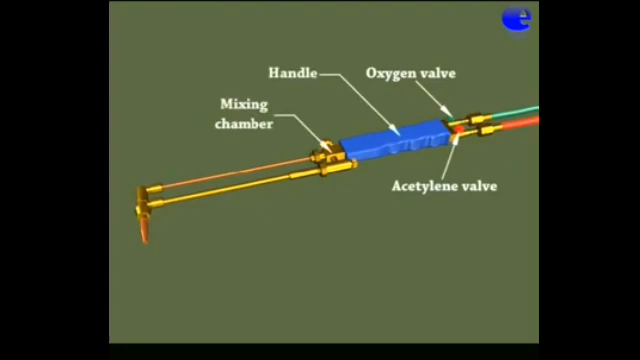 Handle
Oxygen valve
Mixing
chamber
Acetylene valve
e